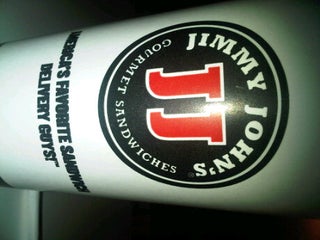 JIMMY JOHN'S
JJ
GOURMET SANDWICHES
AMERICA'S FAVORITE SANDWICH
DELIVERY GUYS!